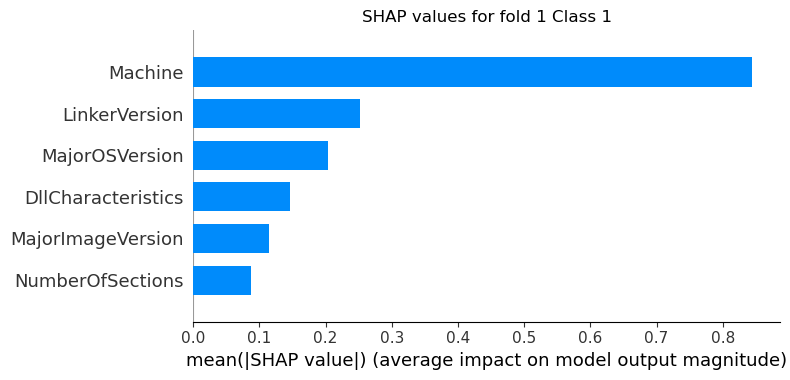 SHAP values for fold 1 Class 1
Machine
LinkerVersion
MajorOSVersion
DllCharacteristics
MajorImageVersion
NumberOfSections
0.0 0.1 0.2 0.3 0.4 0.5 0.6 0.7 0.8
mean(|SHAP value|) (average impact on model output magnitude)